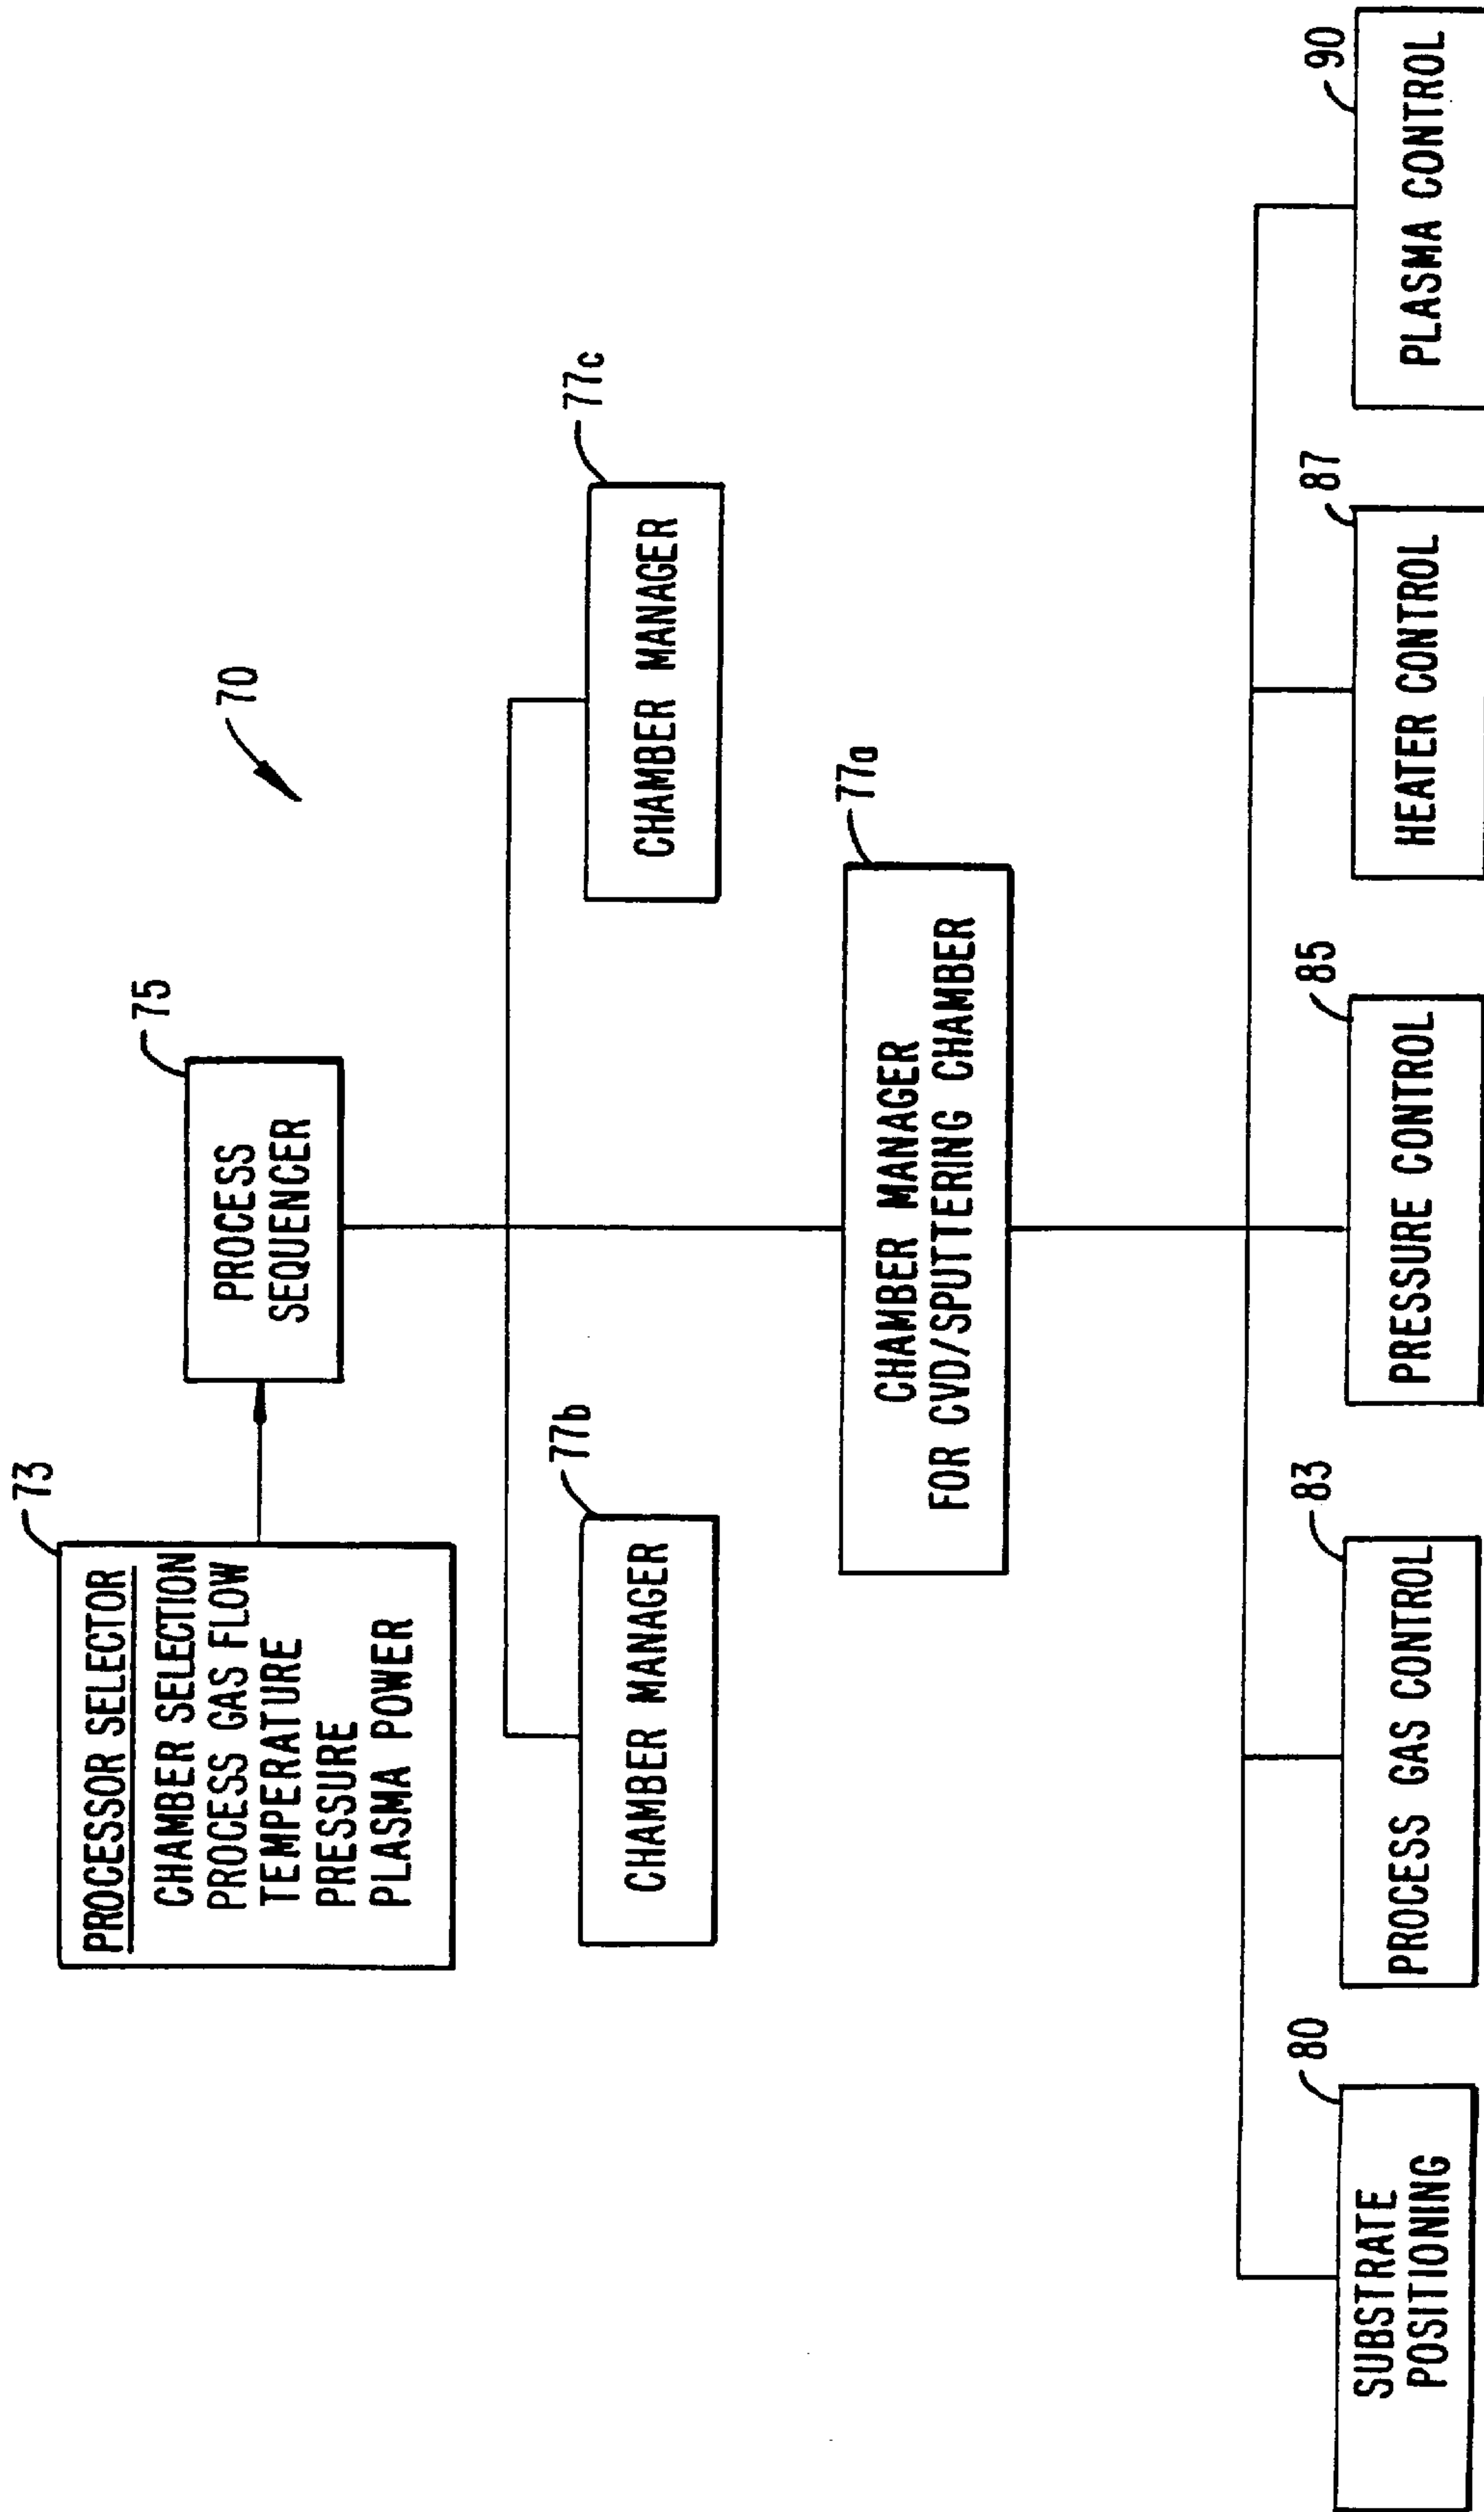 70
73
PROCESSOR SELECTOR
CHAMBER SELECTION
PROCESS GAS FLOW
TEMPERATURE
PRESSURE
PLASMA POWER
75
PROCESS
SEQUENCER
77b
CHAMBER MANAGER
77c
CHAMBER MANAGER
77a
CHAMBER MANAGER
FOR CVD/SPUTTERING CHAMBER
80
SUBSTRATE
POSITIONING
83
PROCESS GAS CONTROL
85
PRESSURE CONTROL
87
HEATER CONTROL
90
PLASMA CONTROL